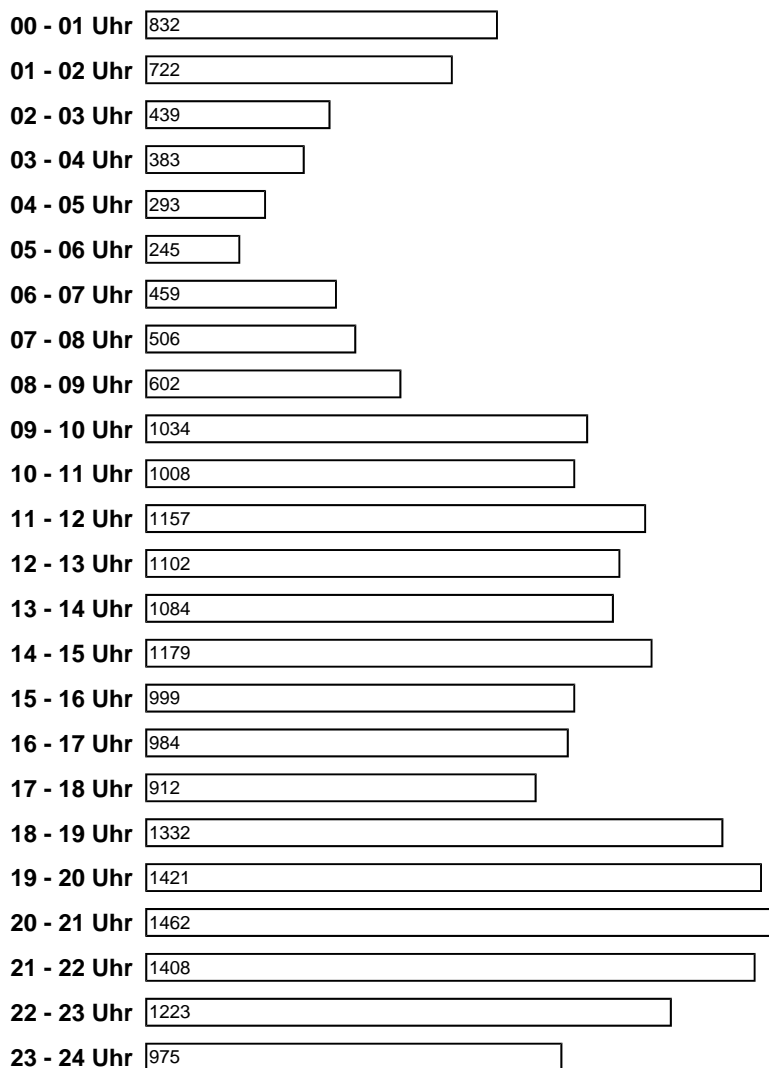 00 - 01 Uhr 832
01 - 02 Uhr 722
02 - 03 Uhr 439
03 - 04 Uhr 383
04 - 05 Uhr 293
05 - 06 Uhr 245
06 - 07 Uhr 459
07 - 08 Uhr 506
08 - 09 Uhr 602
09 - 10 Uhr 1034
10 - 11 Uhr 1008
11 - 12 Uhr 1157
12 - 13 Uhr 1102
13 - 14 Uhr 1084
14 - 15 Uhr 1179
15 - 16 Uhr 999
16 - 17 Uhr 984
17 - 18 Uhr 912
18 - 19 Uhr 1332
19 - 20 Uhr 1421
20 - 21 Uhr 1462
21 - 22 Uhr 1408
22 - 23 Uhr 1223
23 - 24 Uhr 975